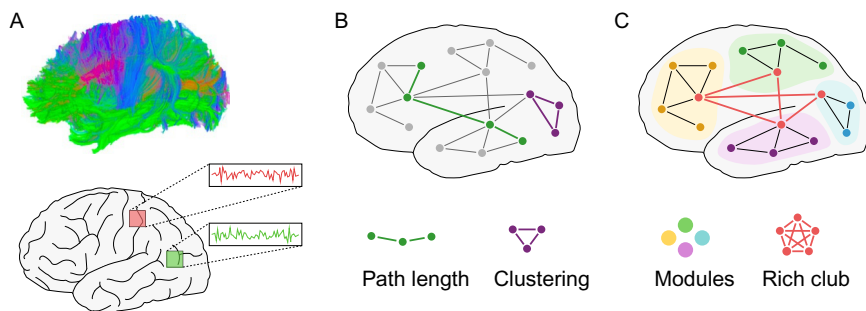 A
B
C
Path length
Clustering
Modules
Rich club